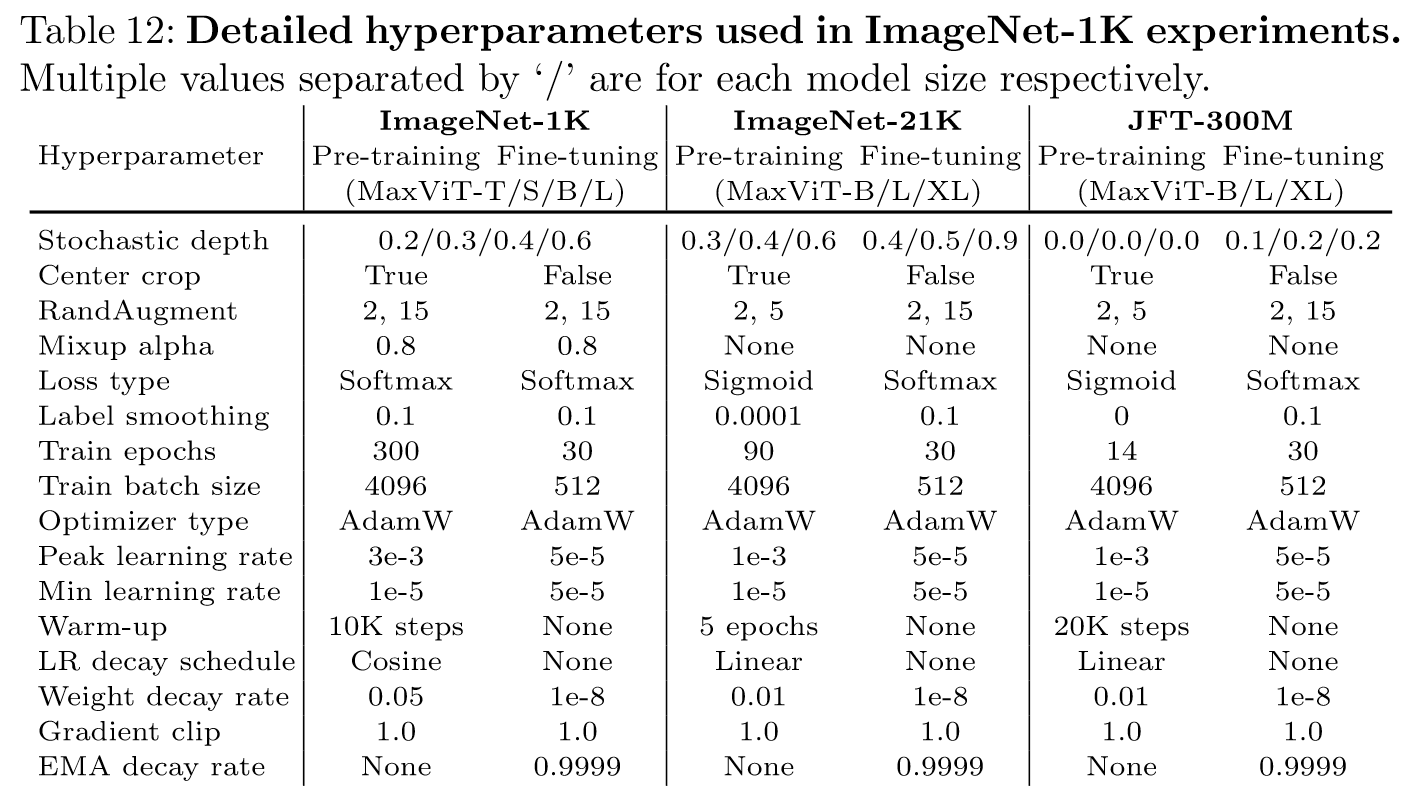 Table 12: Detailed hyperparameters used in ImageNet-1K experiments.
Multiple values separated by ‘/’ are for each model size respectively.
ImageNet-1K ImageNet-21K JFT-300M
Hyperparameter Pre-training Fine-tuning Pre-training Fine-tuning Pre-training Fine-tuning
(MaxViT-T/S/B/L) (MaxViT-B/L/XL) (MaxViT-B/L/XL)
Stochastic depth 0.2/0.3/0.4/0.6 0.3/0.4/0.6 0.4/0.5/0.9 0.0/0.0/0.0 0.1/0.2/0.2
Center crop True False True False True False
RandAugment 2, 15 2, 15 2, 5 2, 15 2, 5 2, 15
Mixup alpha 0.8 0.8 None None None None
Loss type Softmax Softmax Sigmoid Softmax Sigmoid Softmax
Label smoothing 0.1 0.1 0.0001 0.1 0 0.1
Train epochs 300 30 90 30 14 30
Train batch size 4096 512 4096 512 4096 512
Optimizer type AdamW AdamW AdamW AdamW AdamW AdamW
Peak learning rate 3e-3 5e-5 1e-3 5e-5 1e-3 5e-5
Min learning rate 1e-5 5e-5 1e-5 5e-5 1e-5 5e-5
Warm-up 10K steps None 5 epochs None 20K steps None
LR decay schedule Cosine None Linear None Linear None
Weight decay rate 0.05 1e-8 0.01 1e-8 0.01 1e-8
Gradient clip 1.0 1.0 1.0 1.0 1.0 1.0
EMA decay rate None 0.9999 None 0.9999 None 0.9999